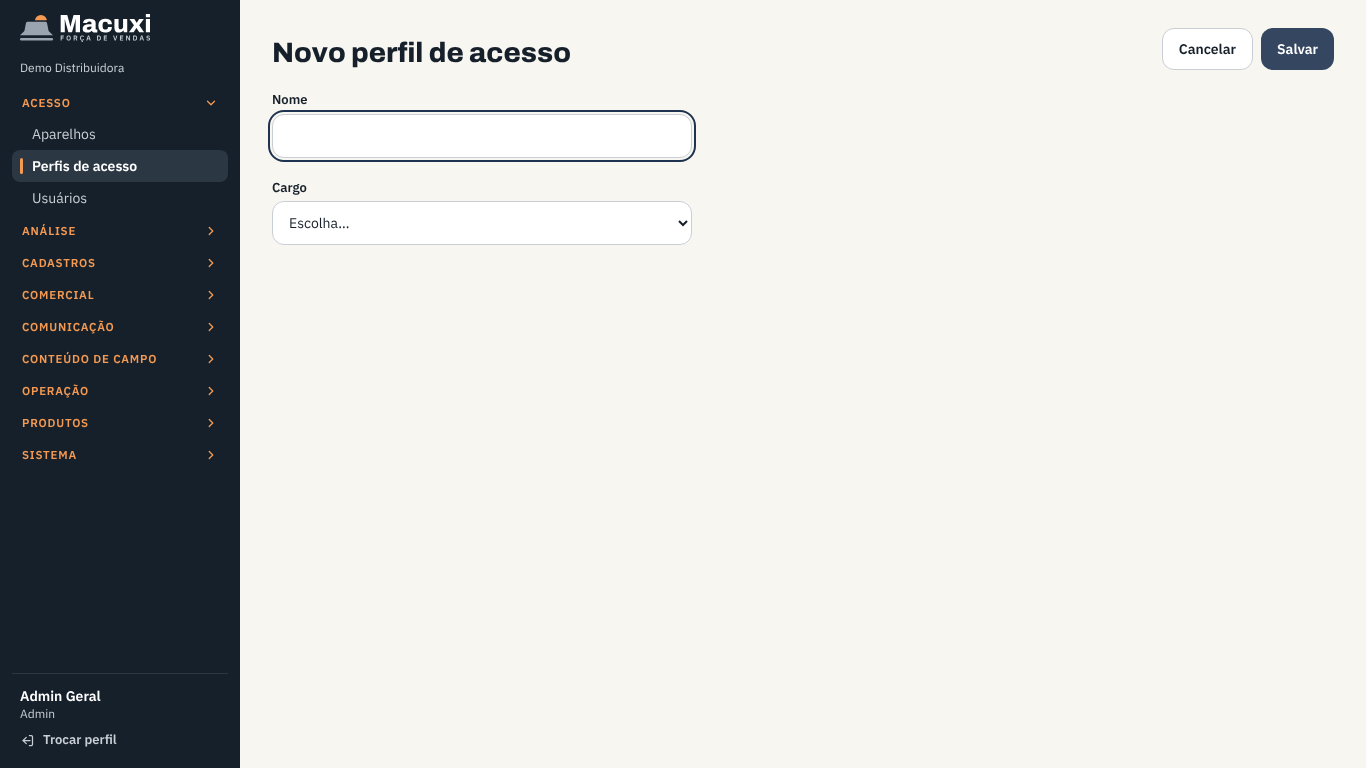 Macuxi
FORÇA DE VENDAS
Demo Distribuidora
ACESSO
Aparelhos
Perfis de acesso
Usuários
ANÁLISE
CADASTROS
COMERCIAL
COMUNICAÇÃO
CONTEÚDO DE CAMPO
OPERAÇÃO
PRODUTOS
SISTEMA
Admin Geral
Admin
Trocar perfil
Novo perfil de acesso
Cancelar
Salvar
Nome
Cargo
Escolha...